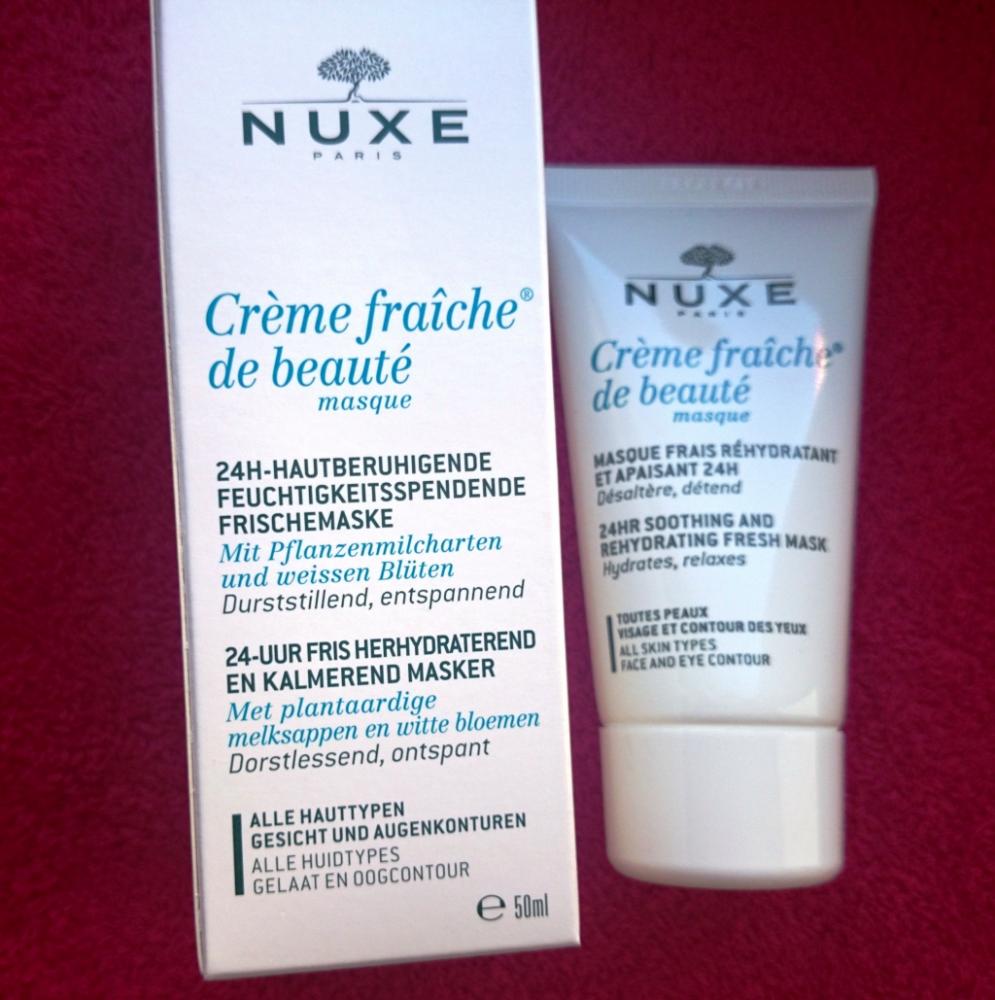 NUXE
PARIS
Crème fraîche®
de beauté
masque
24H-HAUTBERUHIGENDE
FEUCHTIGKEITSSPENDENDE
FRISCHEMASKE
Mit Pflanzenmilcharten
und weissen Blüten
Durststillend, entspannend
24-UUR FRIS HERHYDRATEREND
EN KALMEREND MASKER
Met plantaardige
melksappen en witte bloemen
Dorstlessend, ontspant
ALLE HAUTTYPEN
GESICHT UND AUGENKONTUREN
ALLE HUIDTYPES
GELAAT EN OOGCONTOUR
e 50ml
NUXE
PARIS
Crème fraîche®
de beauté
masque
MASQUE FRAIS RÉHYDRATANT
ET APAISANT 24H
Désaltère, détend
24HR SOOTHING AND
REHYDRATING FRESH MASK
Hydrates, relaxes
TOUTES PEAUX
VISAGE ET CONTOUR DES YEUX
ALL SKIN TYPES
FACE AND EYE CONTOUR